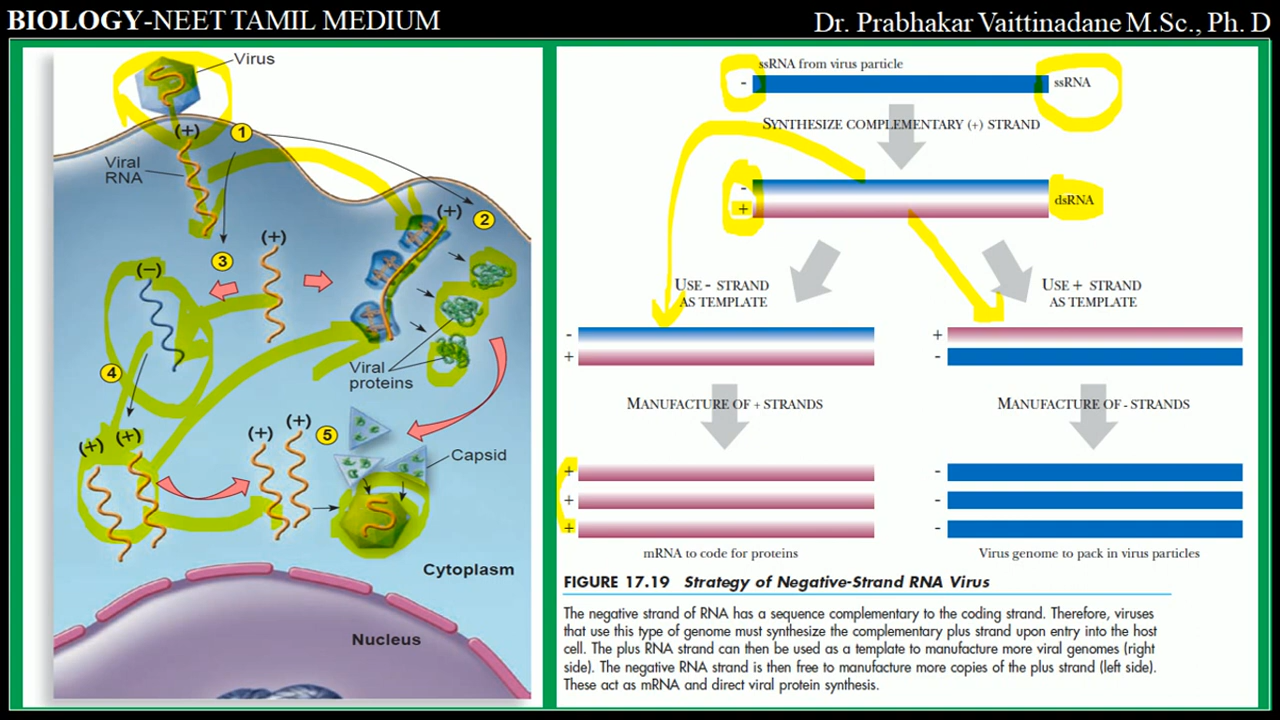 BIOLOGY-NEET TAMIL MEDIUM
Dr. Prabhakar Vaittinadane M.Sc., Ph. D
Virus
(+)
1
Viral
RNA
(+)
2
3
(+)
(–)
4
Viral
proteins
(+)
(+)
(+)
(+)
5
Capsid
Cytoplasm
Nucleus
ssRNA from virus particle
-
ssRNA
SYNTHESIZE COMPLEMENTARY (+) STRAND
-
+
dsRNA
USE - STRAND
AS TEMPLATE
USE + STRAND
AS TEMPLATE
-
+
+
-
MANUFACTURE OF + STRANDS
MANUFACTURE OF - STRANDS
+
+
+
-
-
-
mRNA to code for proteins
Virus genome to pack in virus particles
FIGURE 17.19 Strategy of Negative-Strand RNA Virus
The negative strand of RNA has a sequence complementary to the coding strand. Therefore, viruses
that use this type of genome must synthesize the complementary plus strand upon entry into the host
cell. The plus RNA strand can then be used as a template to manufacture more viral genomes (right
side). The negative RNA strand is then free to manufacture more copies of the plus strand (left side).
These act as mRNA and direct viral protein synthesis.